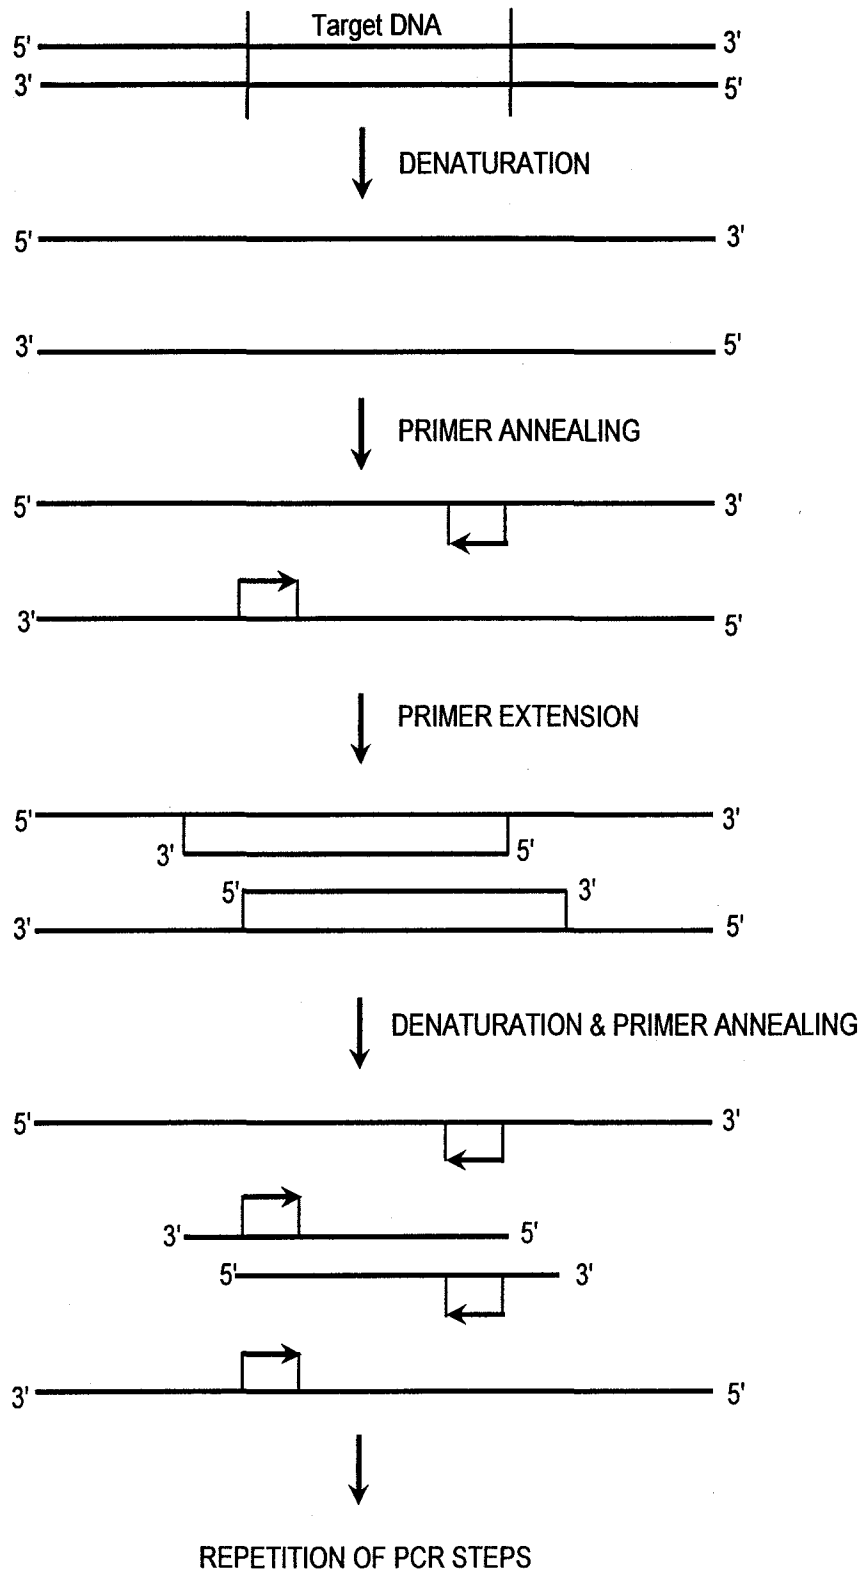 Target DNA
5' 3'
3' 5'
DENATURATION
5' 3'
3' 5'
PRIMER ANNEALING
5' 3'
3' 5'
PRIMER EXTENSION
5' 3'
3' 5'
5' 3'
3' 5'
DENATURATION & PRIMER ANNEALING
5' 3'
3' 5'
5' 3'
3' 5'
REPETITION OF PCR STEPS